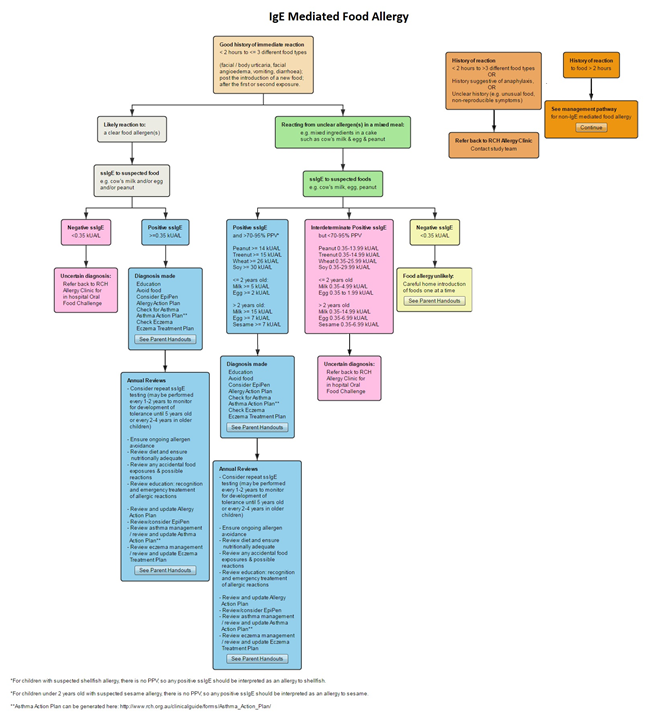 IgE Mediated Food Allergy
Good history of immediate reaction
< 2 hours to <= 3 different food types
(facial / body urticaria, facial
angioedema, vomiting, diarrhoea);
post the introduction of a new food;
after the first or second exposure.
History of reaction
< 2 hours to >3 different food types
OR
History suggestive of anaphylaxis,
OR
Unclear history (e.g. unusual food,
non-reproducible symptoms)
History of reaction
to food > 2 hours
See management pathway
for non-IgE mediated food allergy
Continue
Refer back to RCH Allergy Clinic
Contact study team
Likely reaction to:
a clear food allergen(s)
Reacting from unclear allergen(s) in a mixed meal:
e.g. mixed ingredients in a cake
such as cow's milk & egg & peanut
ssIgE to suspected food
e.g. cow's milk and/or egg
and/or peanut
ssIgE to suspected foods
e.g. cow's milk, egg, peanut
Negative ssIgE
<0.35 kUA/L
Positive ssIgE
>=0.35 kUA/L
Positive ssIgE
and >70-95% PPV*
Peanut >= 14 kUA/L
Treenut >= 15 kUA/L
Wheat >= 26 kUA/L
Soy >= 30 kUA/L
<= 2 years old:
Milk >= 5 kUA/L
Egg >= 2 kUA/L
> 2 years old:
Milk >= 15 kUA/L
Egg >= 7 kUA/L
Sesame >= 7 kUA/L
Interdeterminate Positive ssIgE
but <70-95% PPV
Peanut 0.35-13.99 kUA/L
Treenut 0.35-14.99 kUA/L
Wheat 0.35-25.99 kUA/L
Soy 0.35-29.99 kUA/L
<= 2 years old:
Milk 0.35-4.99 kUA/L
Egg 0.35 to 1.99 kUA/L
> 2 years old:
Milk 0.35-14.99 kUA/L
Egg 0.35-6.99 kUA/L
Sesame 0.35-6.99 kUA/L
Negative ssIgE
<0.35 kUA/L
Uncertain diagnosis:
Refer back to RCH
Allergy Clinic for
in hospital Oral
Food Challenge
Diagnosis made
Education
Avoid food
Consider EpiPen
Allergy Action Plan
Check for Asthma
Asthma Action Plan**
Check Eczema
Eczema Treatment Plan
See Parent Handouts
Food allergy unlikely:
Careful home introduction
of foods one at a time
See Parent Handouts
Diagnosis made
Education
Avoid food
Consider EpiPen
Allergy Action Plan
Check for Asthma
Asthma Action Plan**
Check Eczema
Eczema Treatment Plan
See Parent Handouts
Uncertain diagnosis:
Refer back to RCH
Allergy Clinic for
in hopital Oral
Food Challenge
Annual Reviews
- Consider repeat ssIgE
testing (may be performed
every 1-2 years to monitor
for development of
tolerance until 5 years old
or every 2-4 years in older
children)
- Ensure ongoing allergen
avoidance
- Review diet and ensure
nutritionally adequate
- Review any accidental food
exposures & possible
reactions
- Review education: recognition
and emergency treatement
of allergic reactions
- Review and update Allergy
Action Plan
- Review/consider EpiPen
- Review asthma management
/ review and update Asthma
Action Plan**
- Review eczema management
/ review and update Eczema
Treatment Plan
See Parent Handouts
Annual Reviews
- Consider repeat ssIgE
testing (may be performed
every 1-2 years to monitor
for development of
tolerance until 5 years old
or every 2-4 years in older
children)
- Ensure ongoing allergen
avoidance
- Review diet and ensure
nutritionally adequate
- Review any accidental food
exposures & possible reactions
- Review education: recognition
and emergency treatement
of allergic reactions
- Review and update Allergy
Action Plan
- Review/consider EpiPen
- Review asthma management
/ review and update Asthma
Action Plan**
- Review eczema management
/ review and update Eczema
Treatment Plan
See Parent Handouts
*For children with suspected shellfish allergy, there is no PPV, so any positive ssIgE should be interpreted as an allergy to shellfish.
*For children under 2 years old with suspected sesame allergy, there is no PPV, so any positive ssIgE should be interpreted as an allergy to sesame.
**Asthma Action Plan can be generated here: http://www.rch.org.au/clinicalguide/forms/Asthma_Action_Plan/